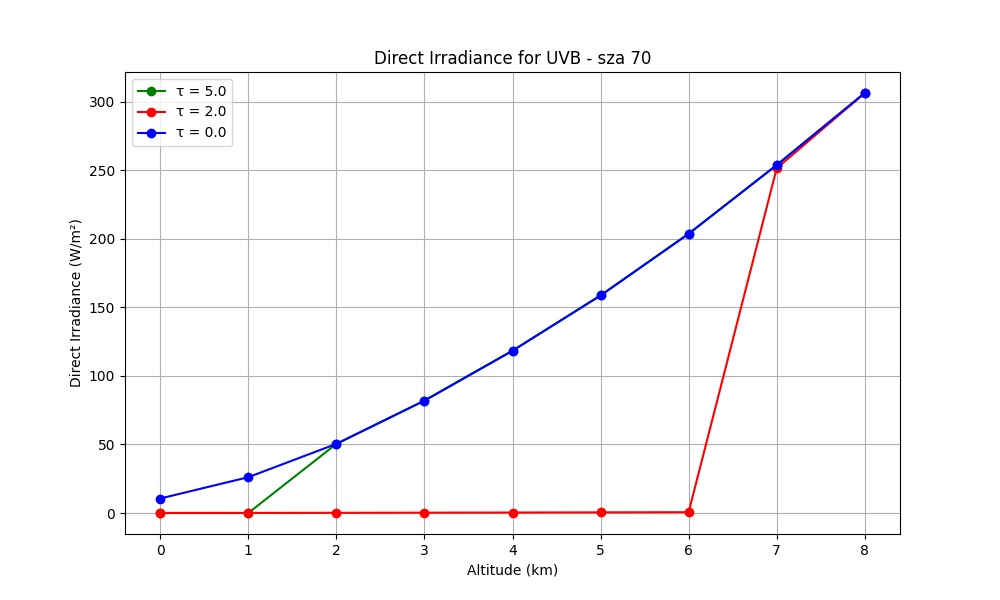 Direct Irradiance for UVB - sza 70
τ = 5.0
τ = 2.0
τ = 0.0
300
250
200
150
100
50
0
Direct Irradiance (W/m²)
0 1 2 3 4 5 6 7 8
Altitude (km)